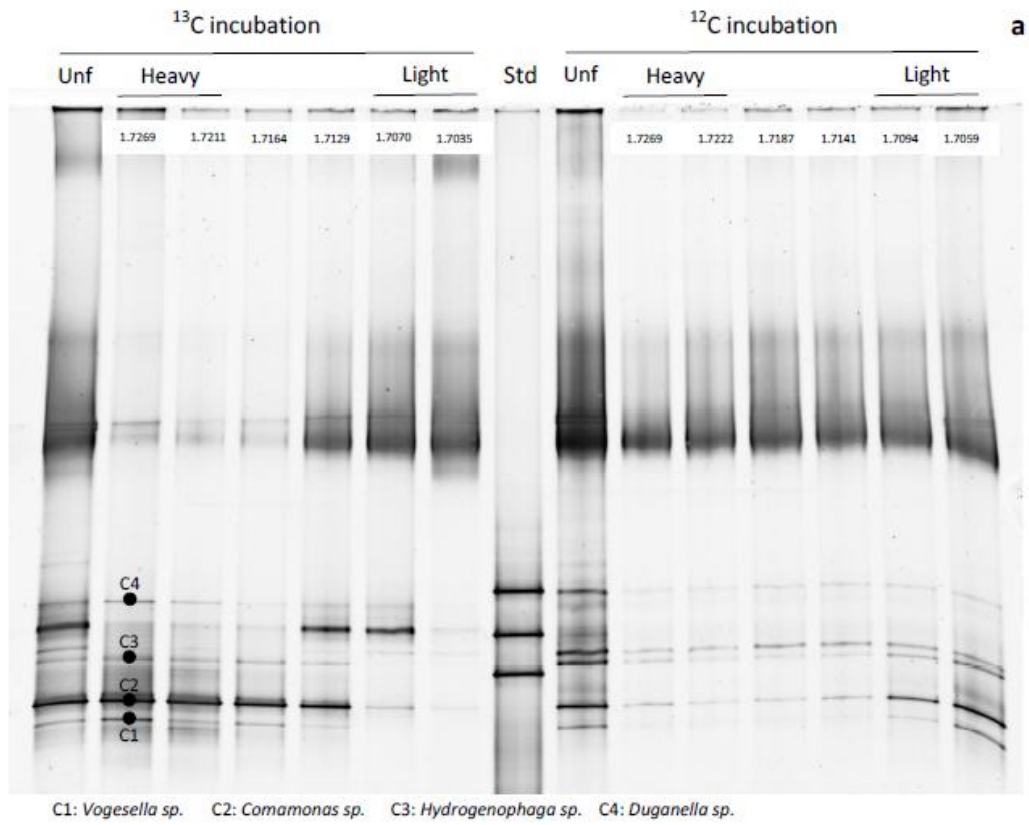 ¹³C incubation ¹²C incubation a
Unf Heavy Light Std Unf Heavy Light
1.7269 1.7211 1.7164 1.7129 1.7070 1.7035 1.7269 1.7222 1.7187 1.7141 1.7094 1.7059
C4
C3
C2
C1
C1: Vogesella sp. C2: Comamonas sp. C3: Hydrogenophaga sp. C4: Duganella sp.